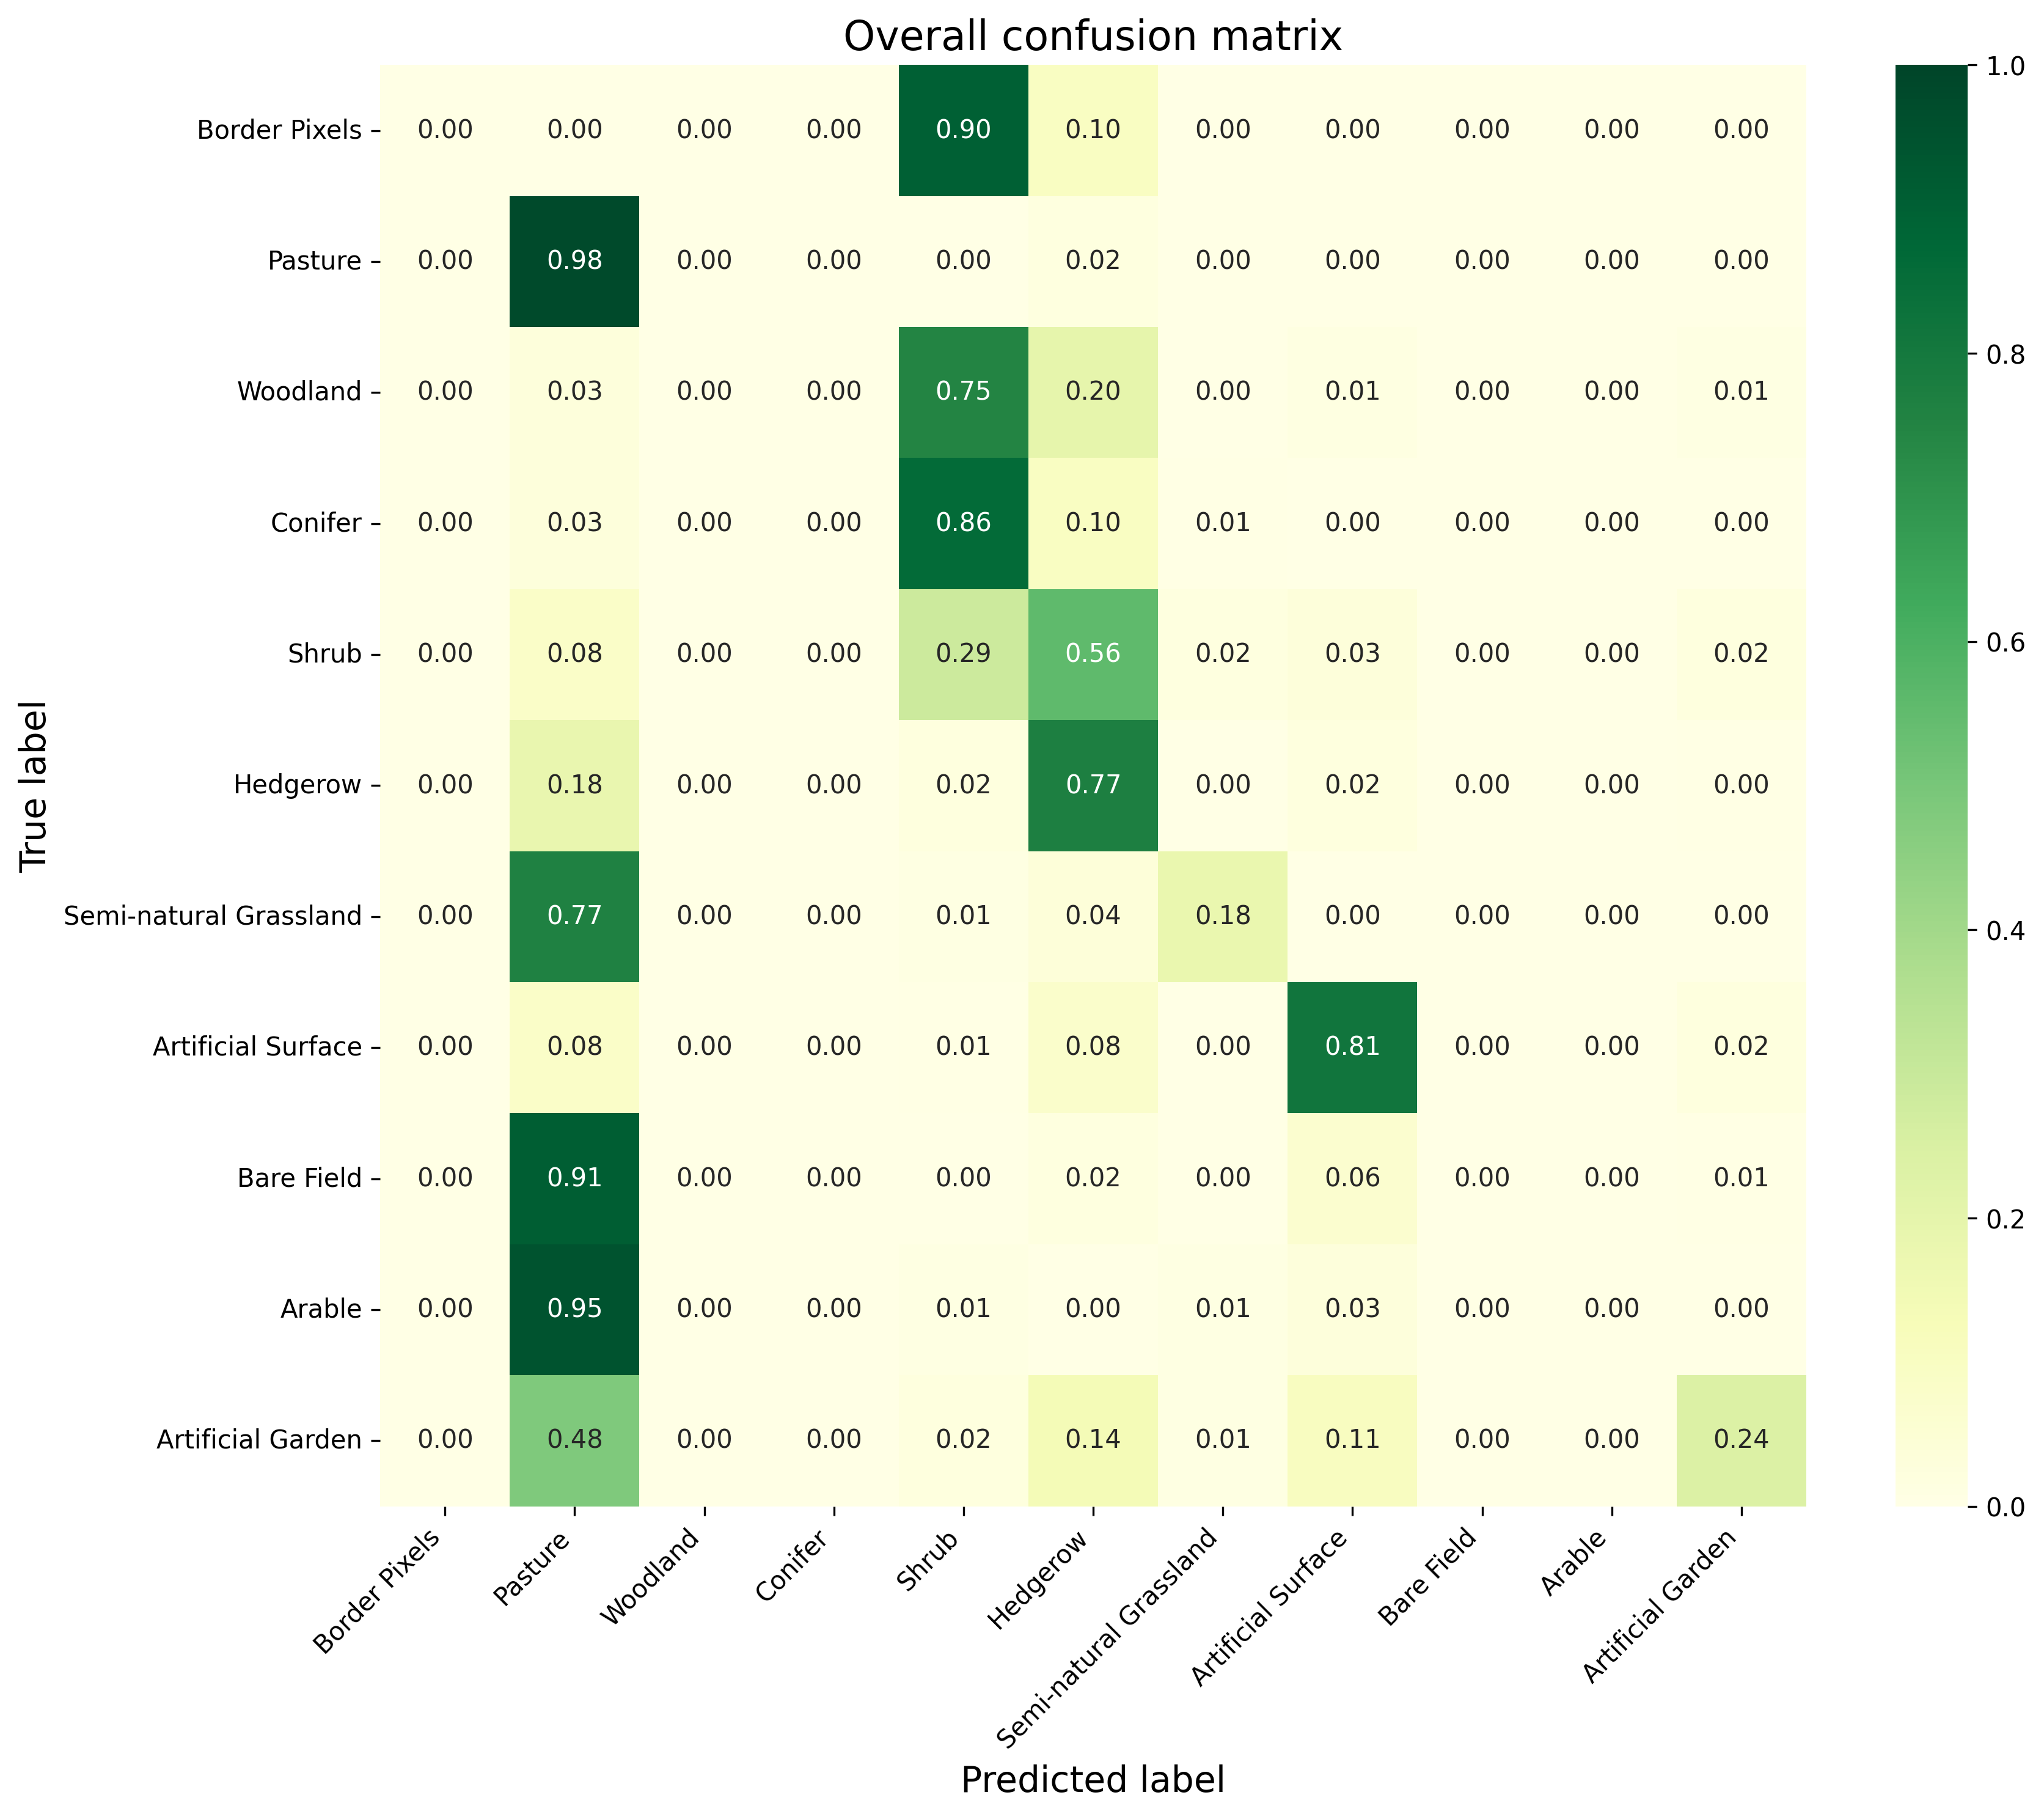 Overall confusion matrix
Border Pixels 0.00 0.00 0.00 0.00 0.90 0.10 0.00 0.00 0.00 0.00 0.00
Pasture 0.00 0.98 0.00 0.00 0.00 0.02 0.00 0.00 0.00 0.00 0.00
Woodland 0.00 0.03 0.00 0.00 0.75 0.20 0.00 0.01 0.00 0.00 0.01
Conifer 0.00 0.03 0.00 0.00 0.86 0.10 0.01 0.00 0.00 0.00 0.00
Shrub 0.00 0.08 0.00 0.00 0.29 0.56 0.02 0.03 0.00 0.00 0.02
Hedgerow 0.00 0.18 0.00 0.00 0.02 0.77 0.00 0.02 0.00 0.00 0.00
Semi-natural Grassland 0.00 0.77 0.00 0.00 0.01 0.04 0.18 0.00 0.00 0.00 0.00
Artificial Surface 0.00 0.08 0.00 0.00 0.01 0.08 0.00 0.81 0.00 0.00 0.02
Bare Field 0.00 0.91 0.00 0.00 0.00 0.02 0.00 0.06 0.00 0.00 0.01
Arable 0.00 0.95 0.00 0.00 0.01 0.00 0.01 0.03 0.00 0.00 0.00
Artificial Garden 0.00 0.48 0.00 0.00 0.02 0.14 0.01 0.11 0.00 0.00 0.24
True label
Border Pixels
Pasture
Woodland
Conifer
Shrub
Hedgerow
Semi-natural Grassland
Artificial Surface
Bare Field
Arable
Artificial Garden
Predicted label
1.0
0.8
0.6
0.4
0.2
0.0